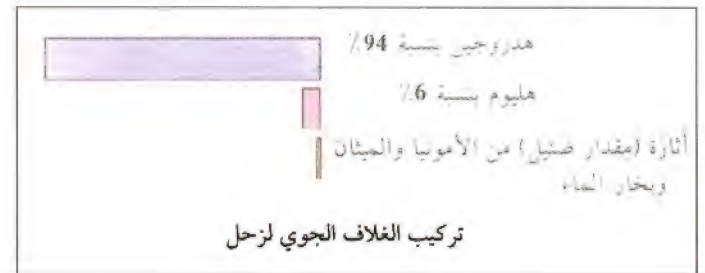 هدروجين بنسبة 94٪
هليوم بنسبة 6٪
أثارة (مقدار ضئيل) من الأمونيا والميثان
وبخار الماء
تركيب الغلاف الجوي لزحل